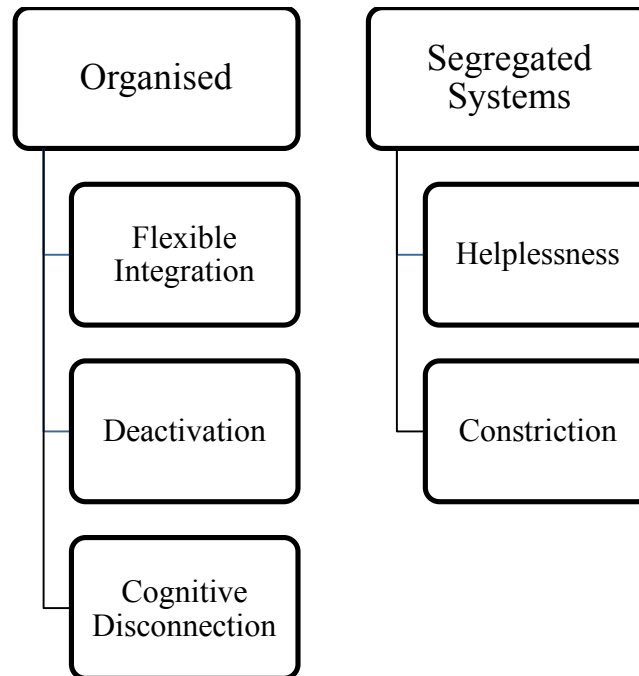 Organised
Flexible
Integration
Deactivation
Cognitive
Disconnection
Segregated
Systems
Helplessness
Constriction